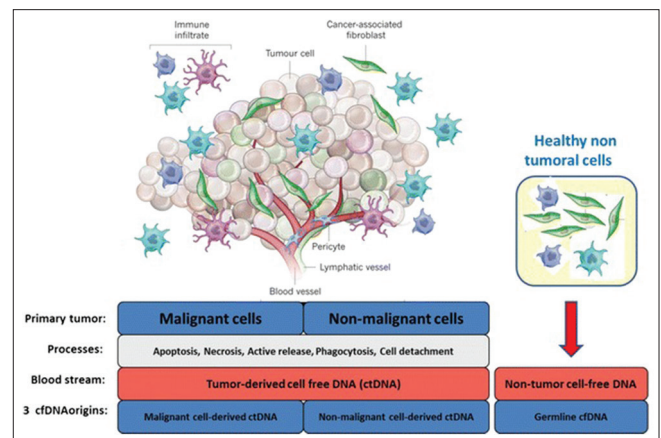 Immune
infiltrate
Cancer-associated
fibroblast
Tumour cell
Healthy non
tumoral cells
Pericyte
Lymphatic vessel
Blood vessel
Primary tumor: Malignant cells Non-malignant cells
Processes: Apoptosis, Necrosis, Active release, Phagocytosis, Cell detachment
Blood stream: Tumor-derived cell free DNA (ctDNA) Non-tumor cell-free DNA
3 cfDNAorigins: Malignant cell-derived ctDNA Non-malignant cell-derived ctDNA Germline cfDNA